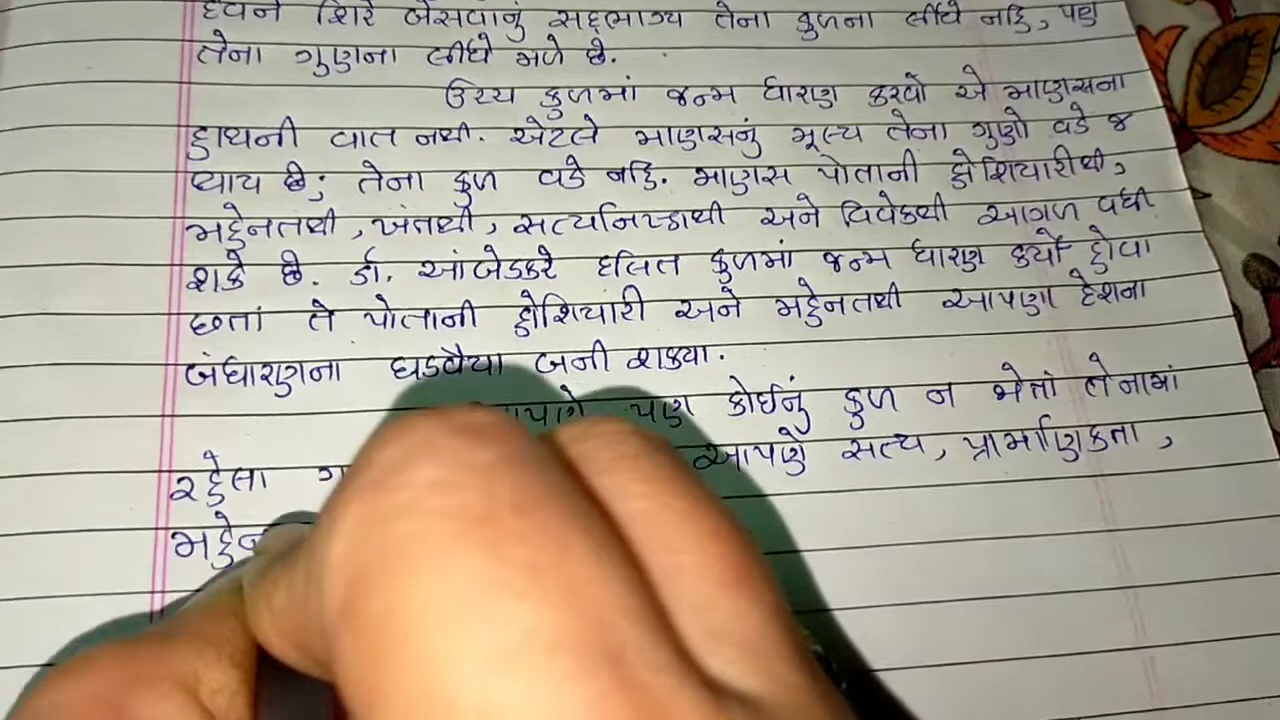 દેવને શિરે બેસવાનું સદ્દભાગ્ય તેના કુળના લીધે નહિ, પણ
તેના ગુણના લીધે મળે છે.
ઉચ્ચ કુળમાં જન્મ ધારણ કરવો એ માણસના
હાથની વાત નથી. એટલે માણસનું મૂલ્ય તેના ગુણો વડે જ
થાય છે; તેના કુળ વડે નહિ. માણસ પોતાની હોશિયારીથી,
મહેનતથી, ખંતથી, સત્યનિષ્ઠાથી અને વિવેકથી આગળ વધી
શકે છે. ડૉ. આંબેડકરે દલિત કુળમાં જન્મ ધારણ કર્યો હોવા
છતાં તે પોતાની હોશિયારી અને મહેનતથી આપણા દેશના
બંધારણના ઘડવૈયા બની શક્યા.
પણ કોઈનું કુળ ન જોતાં તેનામાં
રહેલા આપણે સત્ય, પ્રામાણિકતા,